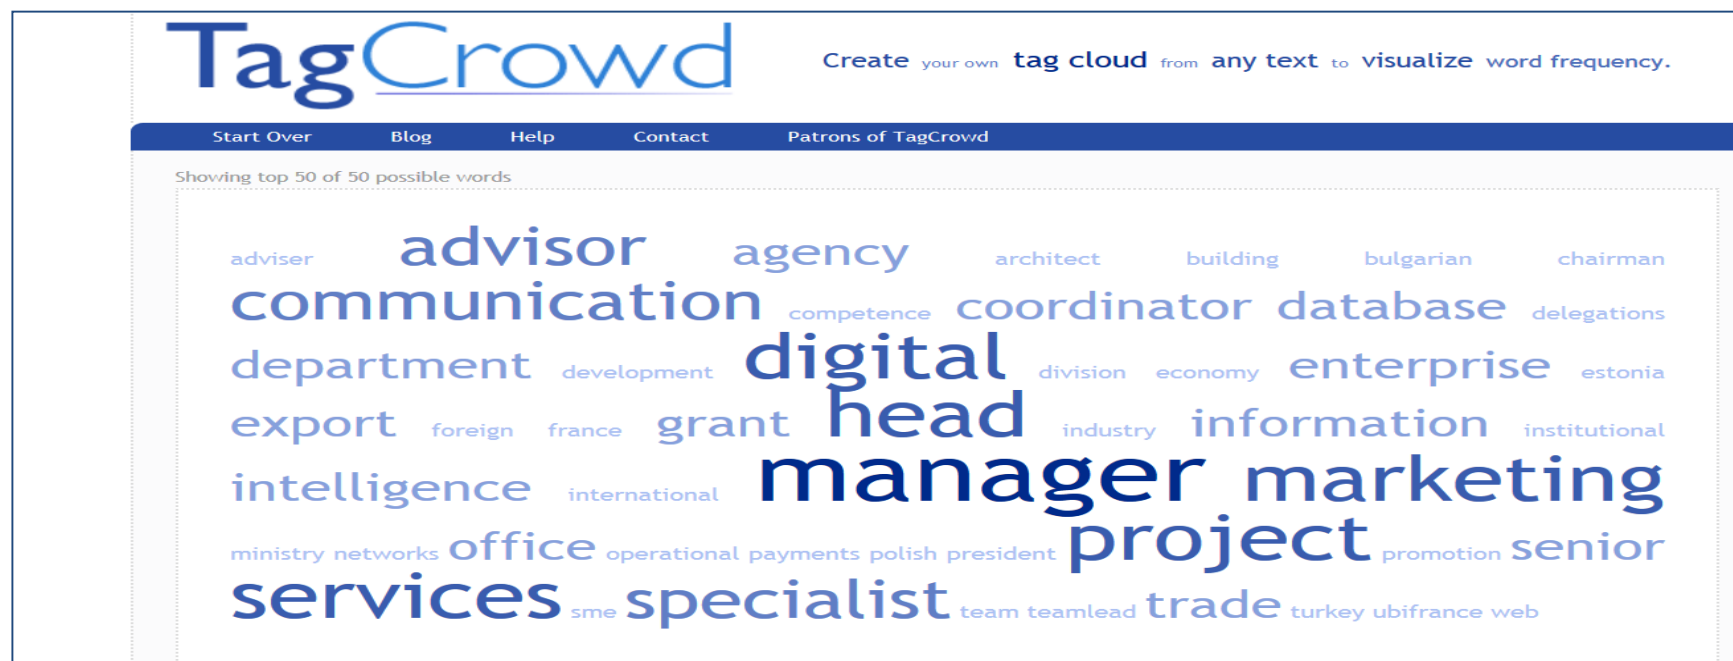 TagCrowd
Create your own tag cloud from any text to visualize word frequency.
Start Over Blog Help Contact Patrons of TagCrowd
Showing top 50 of 50 possible words
adviser advisor agency architect building bulgarian chairman
communication competence coordinator database delegations
department development digital division economy enterprise estonia
export foreign france grant head industry information institutional
intelligence international manager marketing
ministry networks office operational payments polish president project promotion senior
services sme specialist team teamlead trade turkey ubifrance web